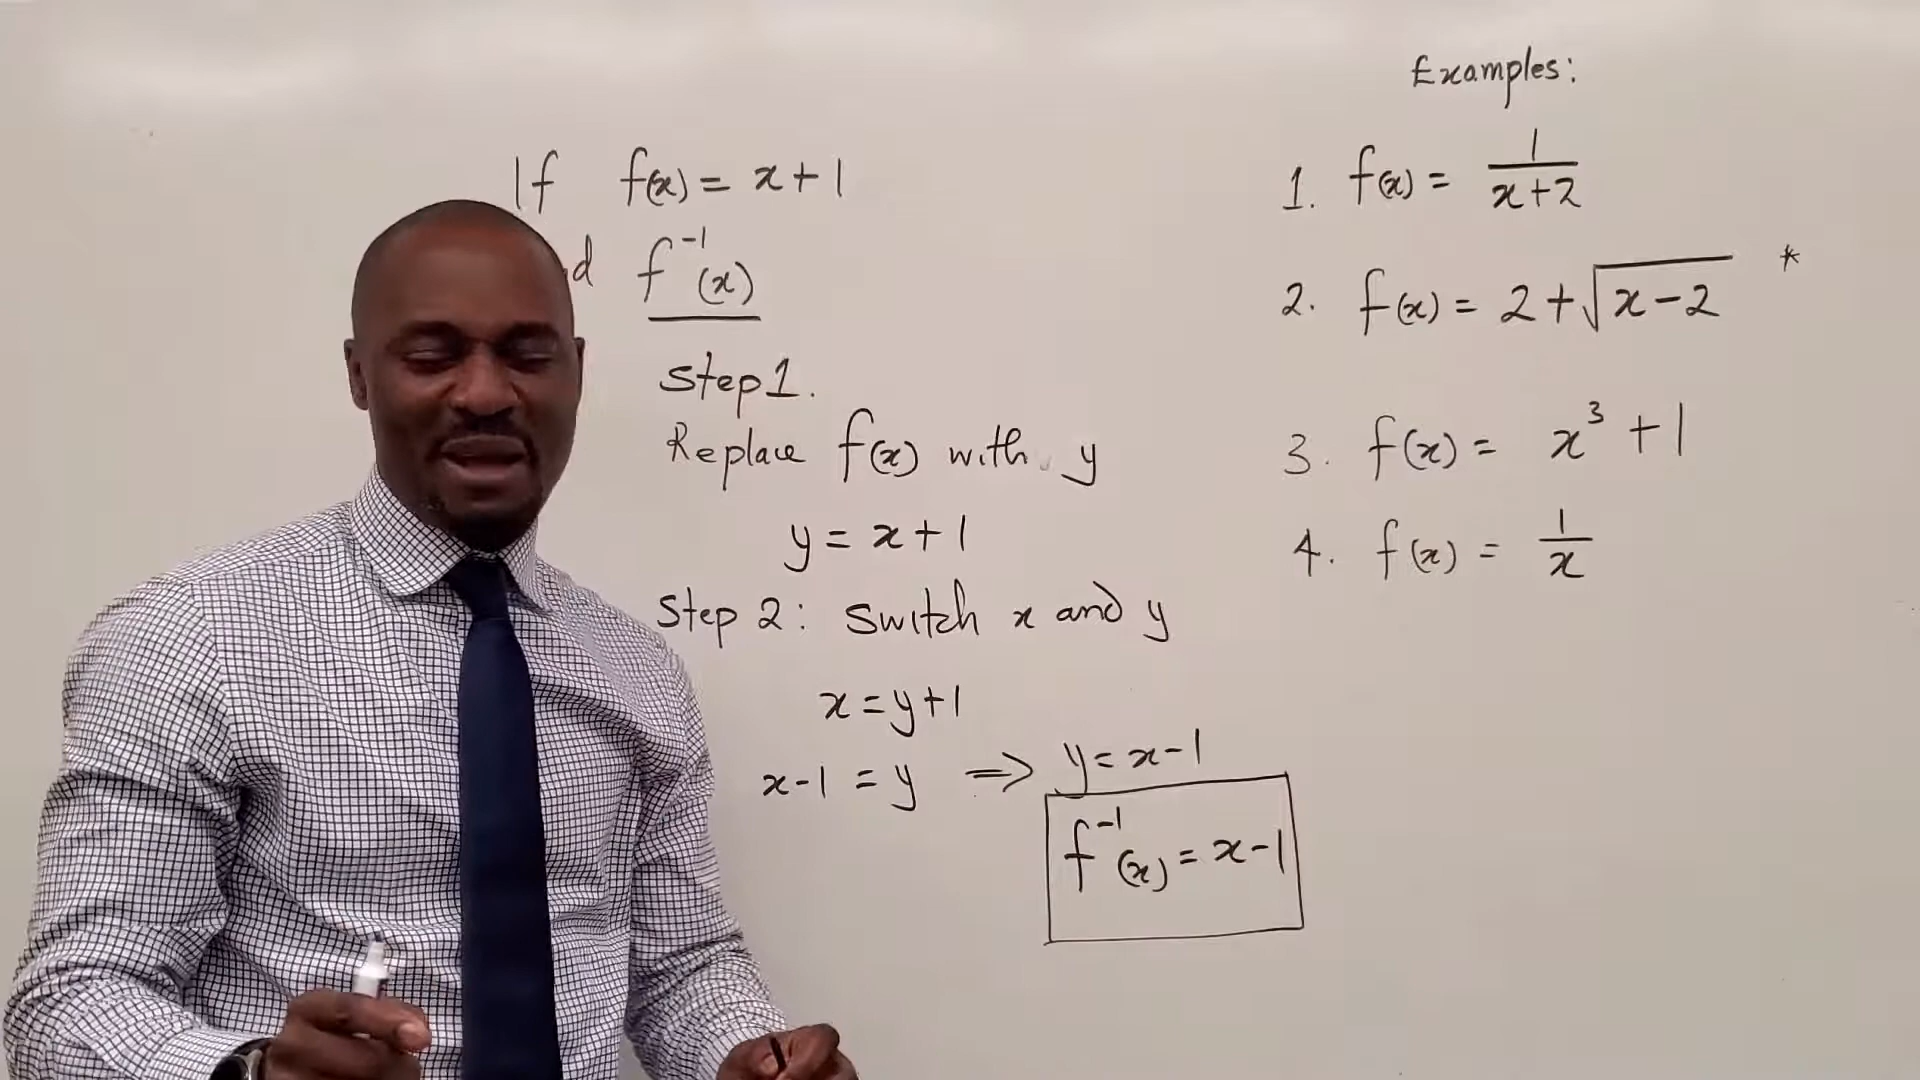 If f(x) = x+1
f⁻¹(x)
Step 1.
Replace f(x) with y
y = x+1
Step 2: Switch x and y
x = y+1
x-1 = y => y = x-1
f⁻¹(x) = x-1
Examples:
1. f(x) = 1/(x+2)
2. f(x) = 2+√(x-2) *
3. f(x) = x³ +1
4. f(x) = 1/x